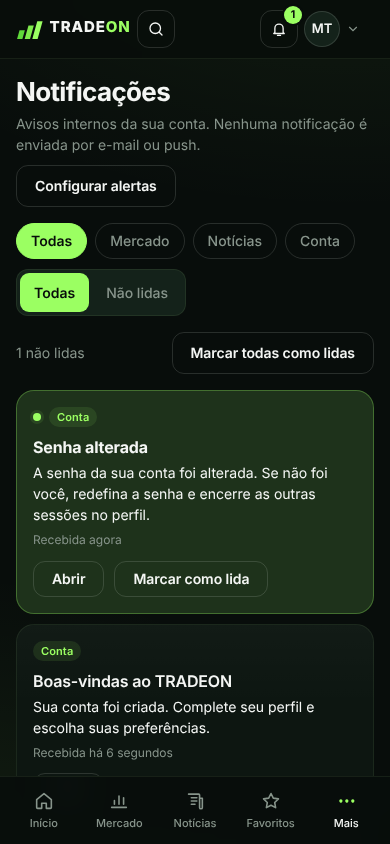 TRADEON
1
MT
Notificações
Avisos internos da sua conta. Nenhuma notificação é
enviada por e-mail ou push.
Configurar alertas
Todas
Mercado
Notícias
Conta
Todas
Não lidas
1 não lidas
Marcar todas como lidas
Conta
Senha alterada
A senha da sua conta foi alterada. Se não foi
você, redefina a senha e encerre as outras
sessões no perfil.
Recebida agora
Abrir
Marcar como lida
Conta
Boas-vindas ao TRADEON
Sua conta foi criada. Complete seu perfil e
escolha suas preferências.
Recebida há 6 segundos
Início
Mercado
Notícias
Favoritos
Mais